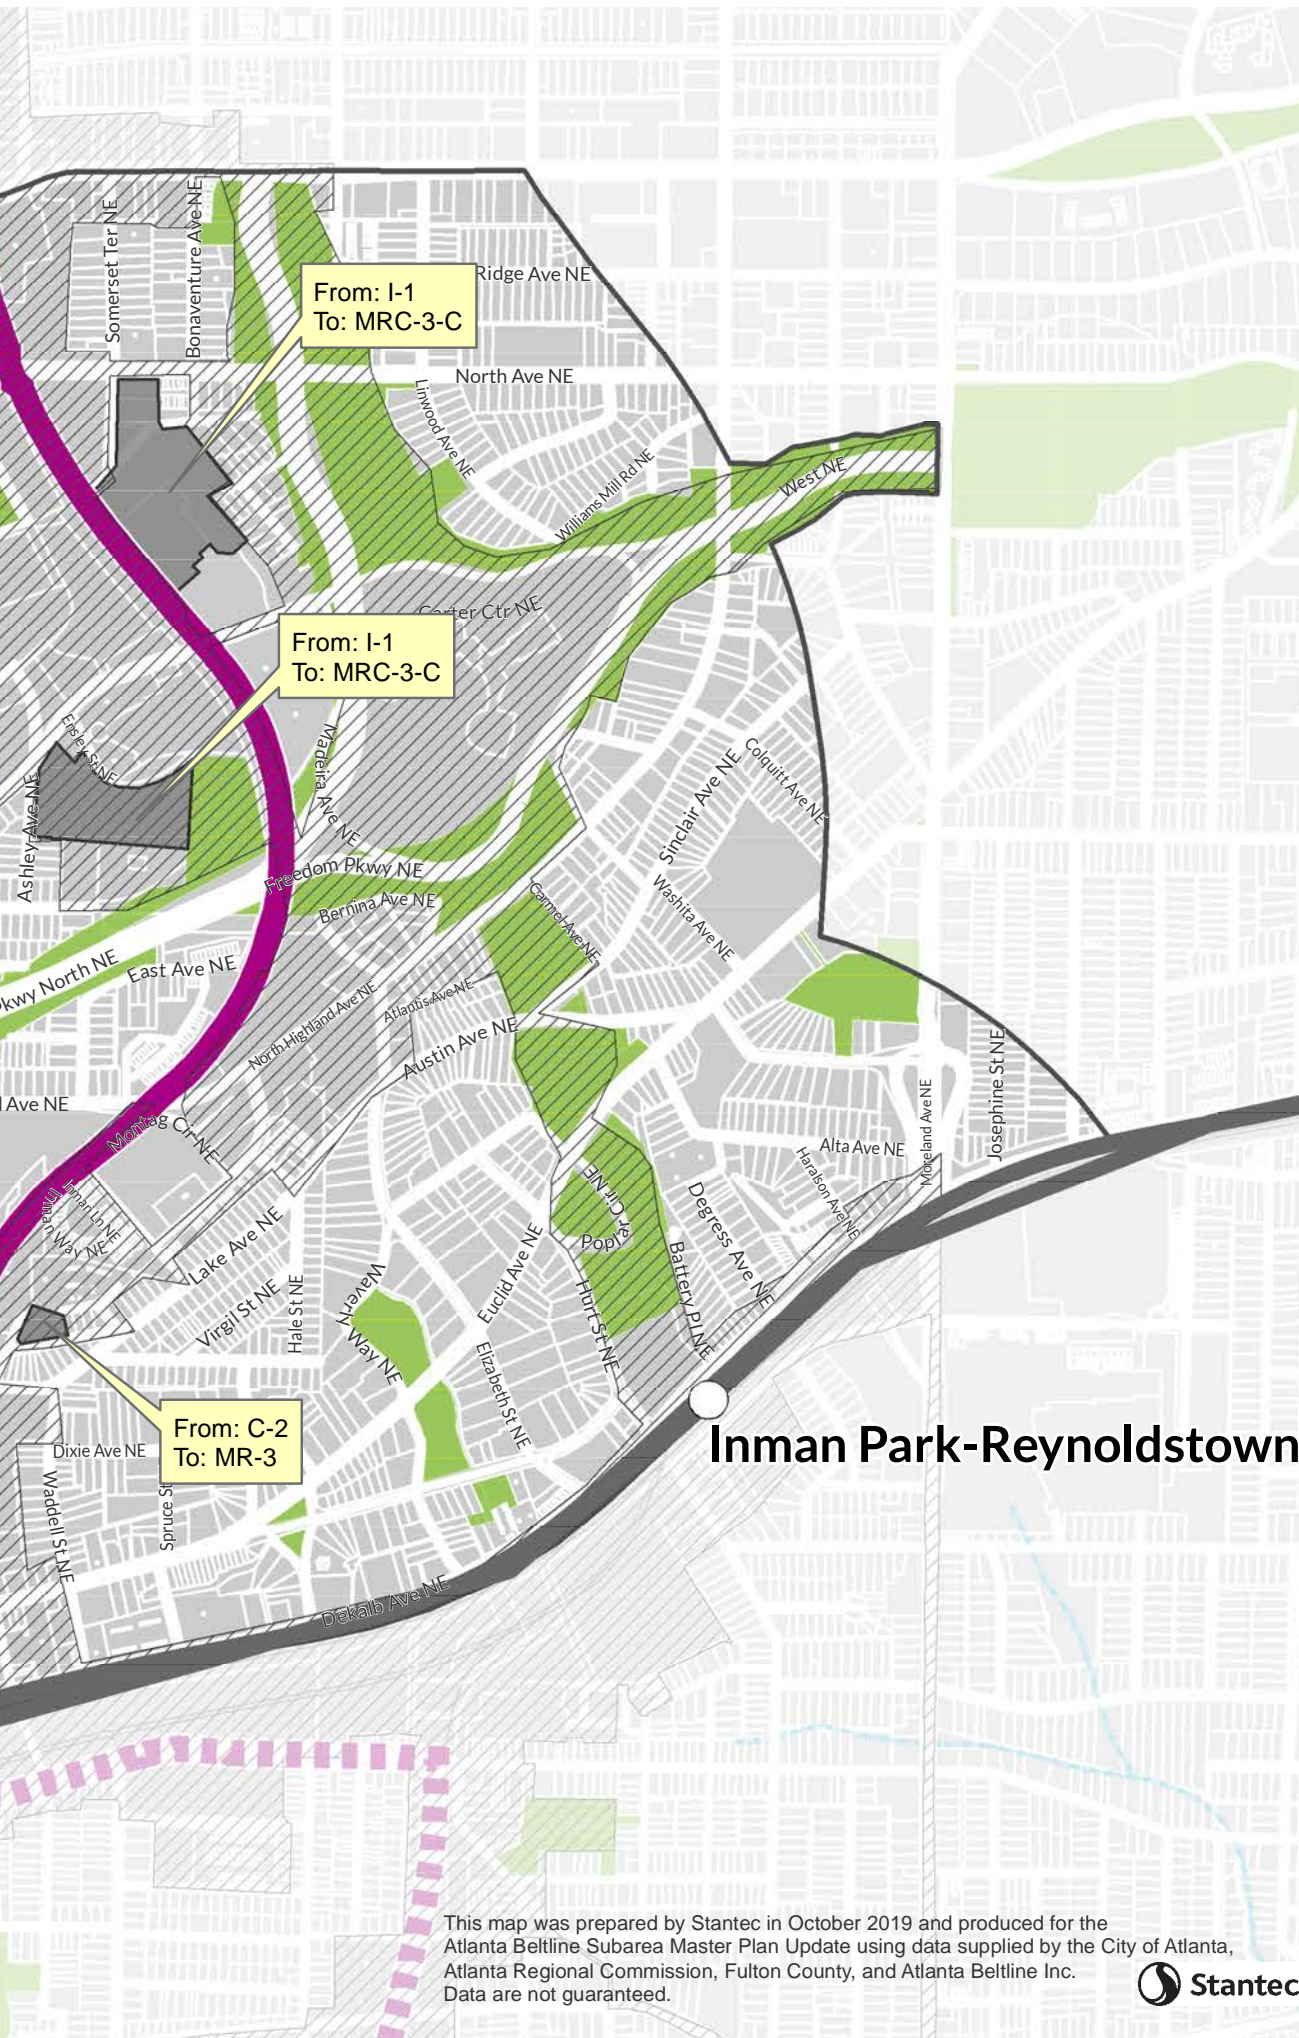 Somerset Ter NE
Bonaventure Ave NE
Ridge Ave NE
From: I-1
To: MRC-3-C
North Ave NE
Linwood Ave NE
Williams Mill Rd NE
West NE
Carter Ctr NE
From: I-1
To: MRC-3-C
Ensley St NE
Ashley Ave NE
Madeira Ave NE
Sinclair Ave NE
Colquitt Ave NE
Freedom Pkwy NE
Bernina Ave NE
Carmel Ave NE
Washita Ave NE
Pkwy North NE
East Ave NE
North Highland Ave NE
Atlantis Ave NE
Austin Ave NE
Josephine St NE
Ave NE
Montag Cir NE
Moreland Ave NE
Alta Ave NE
Haralson Ave NE
Inman Ln NE
Inman Way NE
Lake Ave NE
Virgil St NE
Hale St NE
Waverly Way NE
Euclid Ave NE
Poplar Cir NE
Degress Ave NE
Battery Pl NE
Hurt St NE
Elizabeth St NE
From: C-2
To: MR-3
Dixie Ave NE
Waddell St NE
Spruce St
Inman Park-Reynoldstown
Dekalb Ave NE
This map was prepared by Stantec in October 2019 and produced for the
Atlanta Beltline Subarea Master Plan Update using data supplied by the City of Atlanta,
Atlanta Regional Commission, Fulton County, and Atlanta Beltline Inc.
Data are not guaranteed.
Stantec